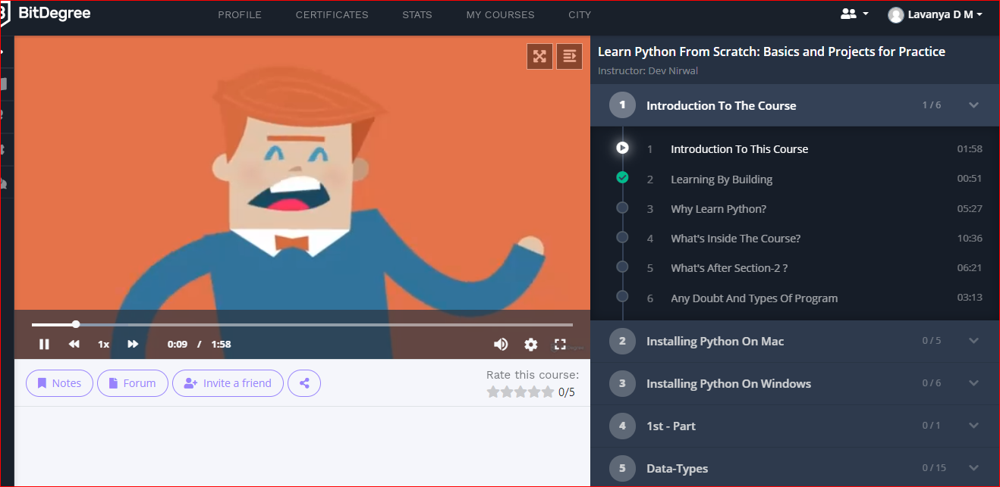 BitDegree
PROFILE CERTIFICATES STATS MY COURSES CITY
Lavanya D M
Learn Python From Scratch: Basics and Projects for Practice
Instructor: Dev Nirwal
1 Introduction To The Course 1 / 6
1 Introduction To This Course 01:58
2 Learning By Building 00:51
3 Why Learn Python? 05:27
4 What's Inside The Course? 10:36
5 What's After Section-2 ? 06:21
6 Any Doubt And Types Of Program 03:13
2 Installing Python On Mac 0 / 5
3 Installing Python On Windows 0 / 6
4 1st - Part 0 / 1
5 Data-Types 0 / 15
1x 0:09 / 1:58
Notes Forum Invite a friend
Rate this course:
0/5